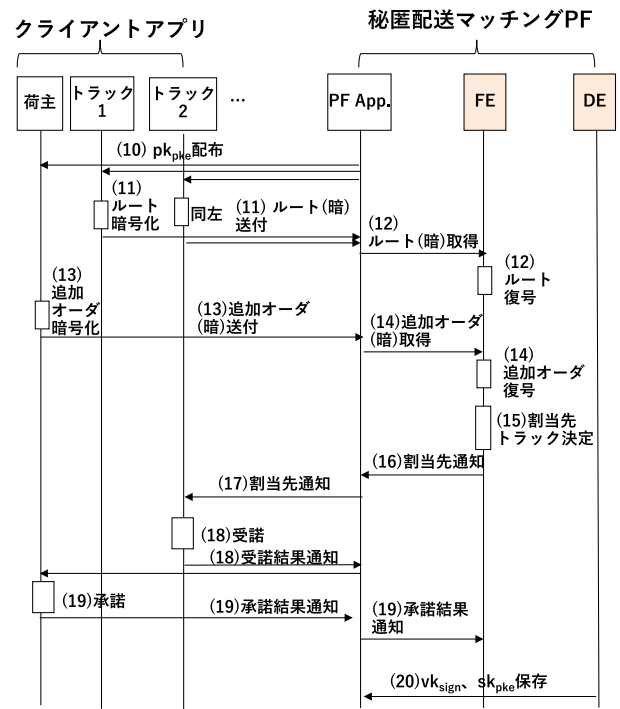 クライアントアプリ
秘匿配送マッチングPF
荷主
トラック
1
トラック
2
…
PF App.
FE
DE
(10) pkpke配布
(11)
ルート
暗号化
同左
(11) ルート(暗)
送付
(12)
ルート(暗)取得
(12)
ルート
復号
(13)
追加
オーダ
暗号化
(13)追加オーダ
(暗)送付
(14)追加オーダ
(暗)取得
(14)
追加オーダ
復号
(15)割当先
トラック決定
(16)割当先通知
(17)割当先通知
(18)受諾
(18)受諾結果通知
(19)承諾
(19)承諾結果通知
(19)承諾結果
通知
(20)vksign、skpke保存